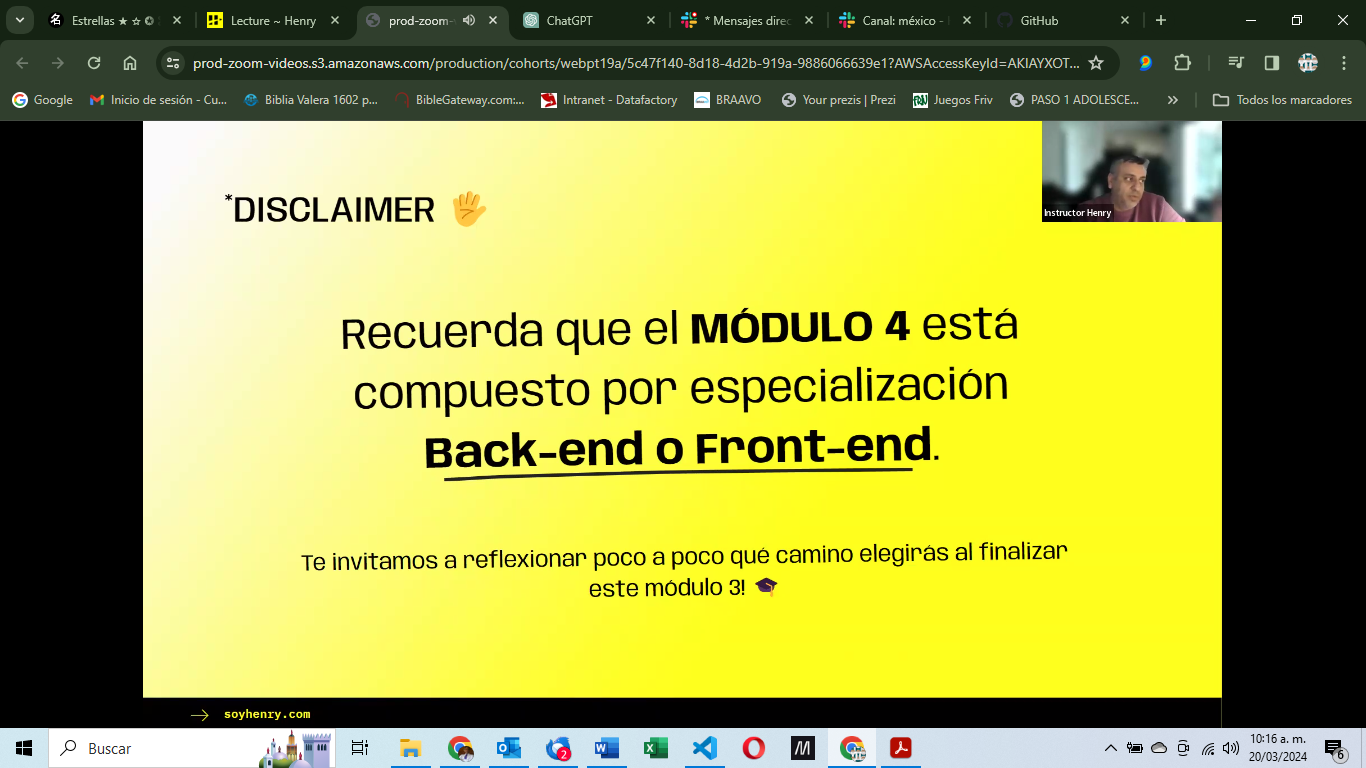 Estrellas ★ ☆ ✪
Lecture ~ Henry
prod-zoom-v
ChatGPT
* Mensajes direc
Canal: méxico -
GitHub
prod-zoom-videos.s3.amazonaws.com/production/cohorts/webpt19a/5c47f140-8d18-4d2b-919a-9886066639e1?AWSAccessKeyId=AKIAYXOT...
Google
Inicio de sesión - Cu...
Biblia Valera 1602 p...
BibleGateway.com:...
Intranet - Datafactory
BRAAVO
Your prezis | Prezi
Juegos Friv
PASO 1 ADOLESCE...
Todos los marcadores
*DISCLAIMER 🖐
Instructor Henry
Recuerda que el MÓDULO 4 está
compuesto por especialización
Back-end o Front-end.
Te invitamos a reflexionar poco a poco qué camino elegirás al finalizar
este módulo 3! 🎓
soyhenry.com
Buscar
2
10:16 a. m.
20/03/2024
6